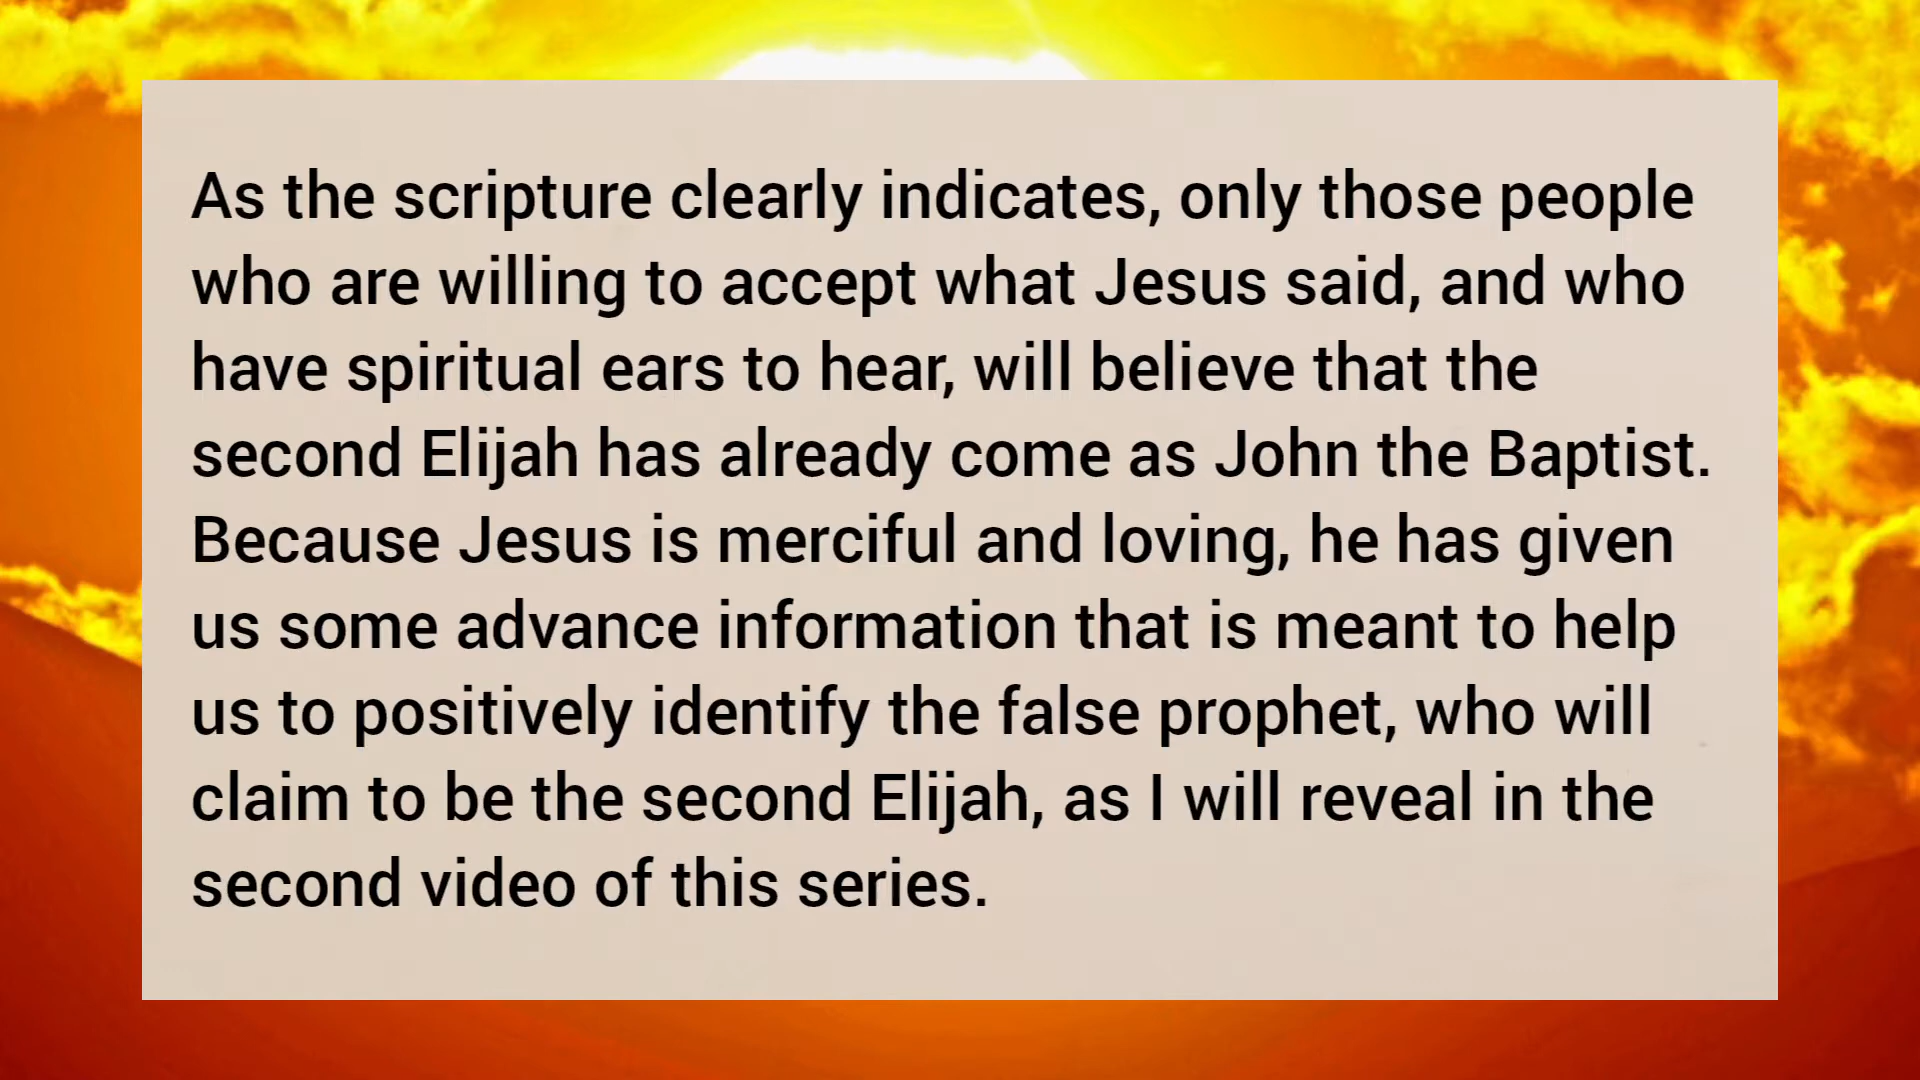 As the scripture clearly indicates, only those people
who are willing to accept what Jesus said, and who
have spiritual ears to hear, will believe that the
second Elijah has already come as John the Baptist.
Because Jesus is merciful and loving, he has given
us some advance information that is meant to help
us to positively identify the false prophet, who will
claim to be the second Elijah, as I will reveal in the
second video of this series.